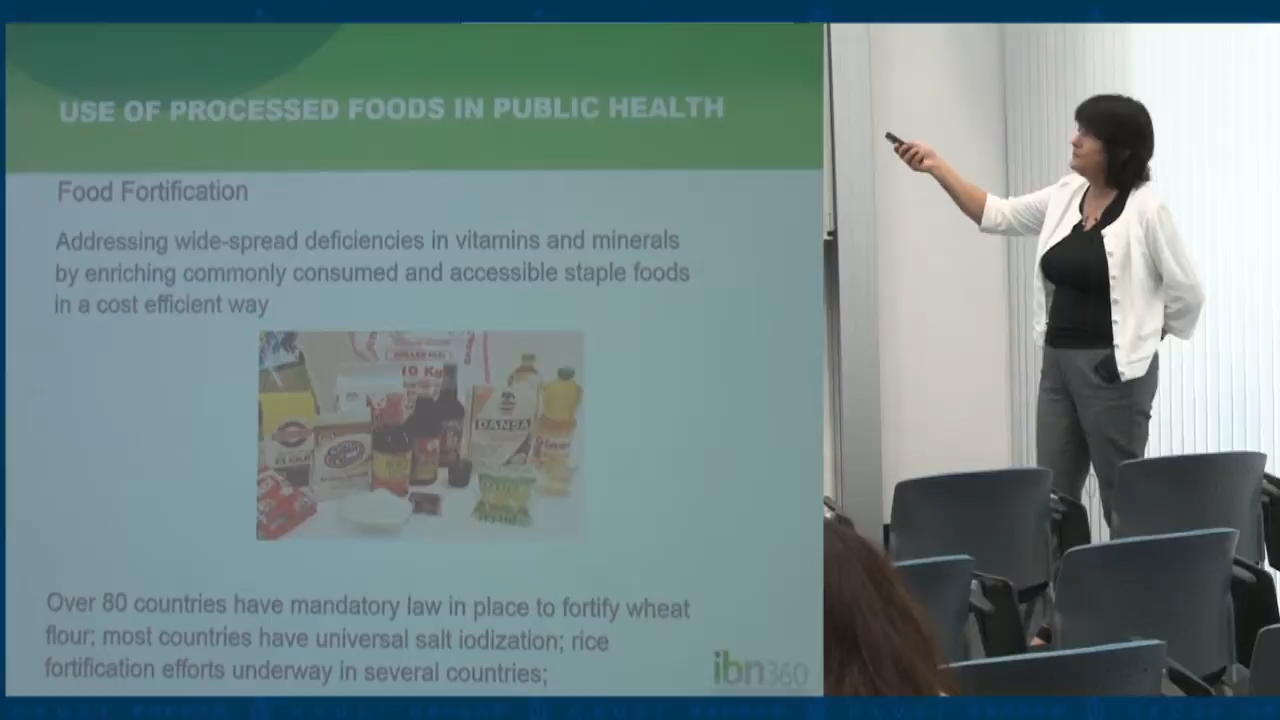 USE OF PROCESSED FOODS IN PUBLIC HEALTH
Food Fortification
Addressing wide-spread deficiencies in vitamins and minerals
by enriching commonly consumed and accessible staple foods
in a cost efficient way
10 Kg
DANSA
Over 80 countries have mandatory law in place to fortify wheat
flour; most countries have universal salt iodization; rice
fortification efforts underway in several countries;
ibn360